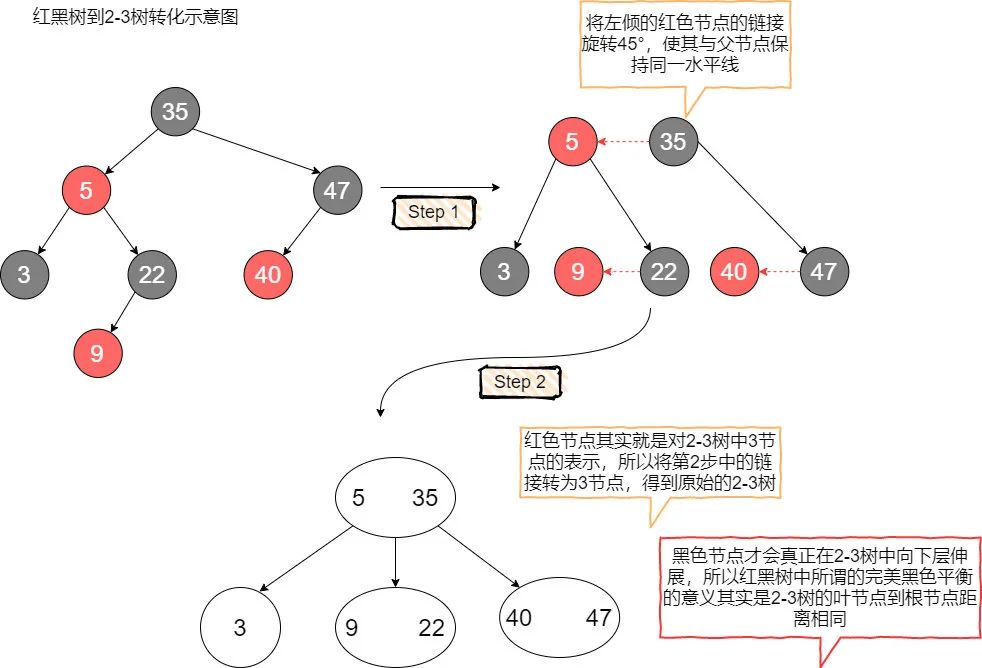 红黑树到2-3树转化示意图
将左倾的红色节点的链接
旋转45°，使其与父节点保
持同一水平线
35
5
47
3
22
40
9
Step 1
5
35
3
9
22
40
47
Step 2
红色节点其实就是对2-3树中3节
点的表示，所以将第2步中的链
接转为3节点，得到原始的2-3树
5 35
3
9 22
40 47
黑色节点才会真正在2-3树中向下层伸
展，所以红黑树中所谓的完美黑色平衡
的意义其实是2-3树的叶节点到根节点距
离相同